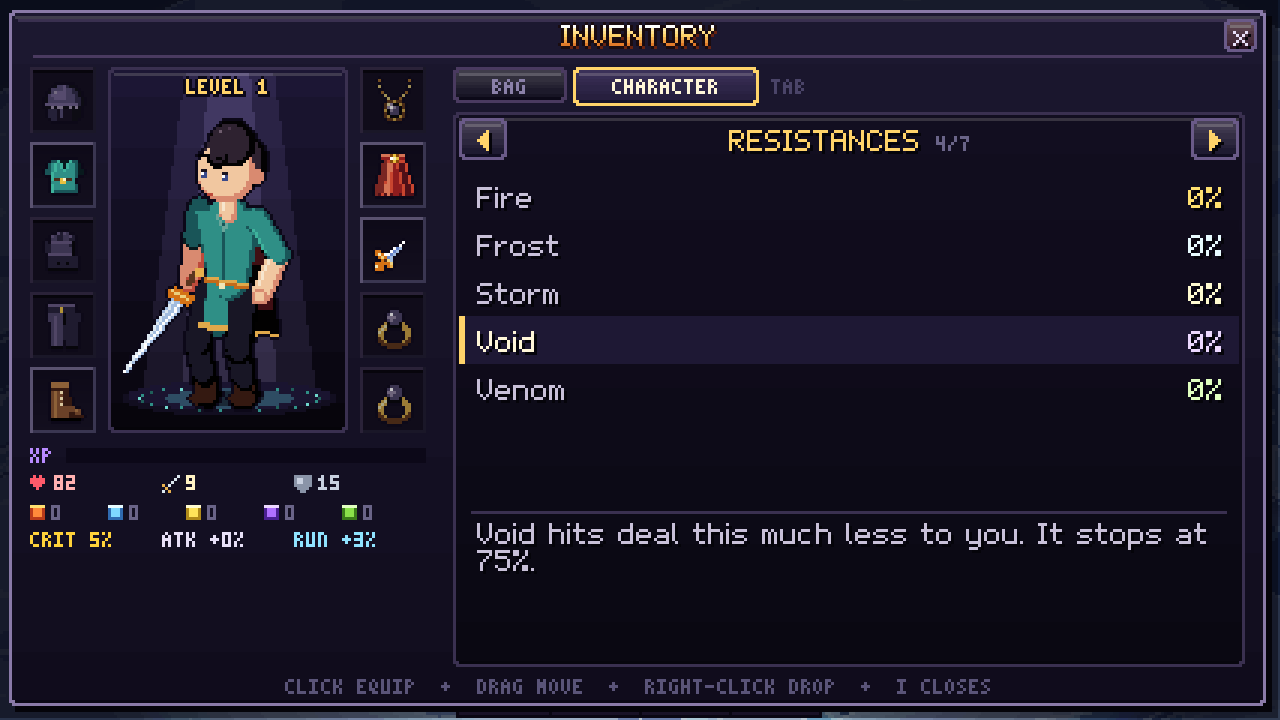 INVENTORY
LEVEL 1
BAG CHARACTER TAB
RESISTANCES 4/7
Fire 0%
Frost 0%
Storm 0%
Void 0%
Venom 0%
XP
82 9 15
0 0 0 0 0
CRIT 5% ATK +0% RUN +3%
Void hits deal this much less to you. It stops at
75%.
CLICK EQUIP + DRAG MOVE + RIGHT-CLICK DROP + I CLOSES